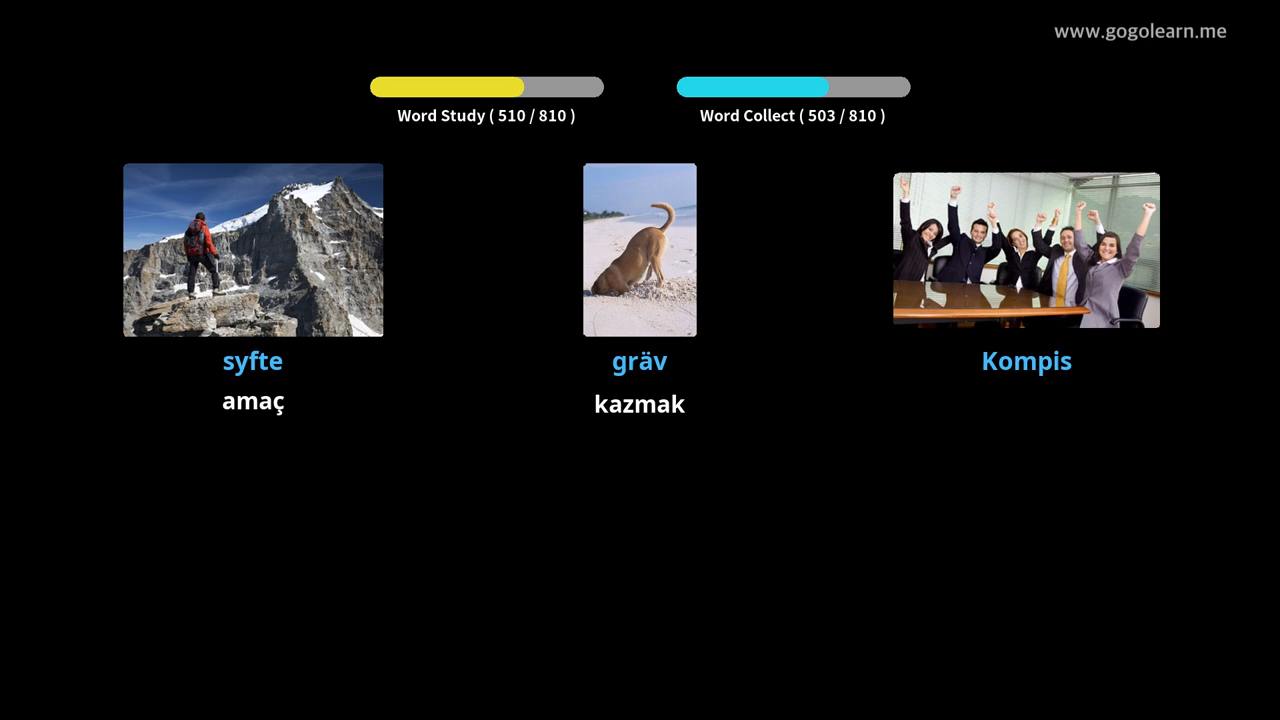 www.gogolearn.me
Word Study ( 510 / 810 )
Word Collect ( 503 / 810 )
syfte
amaç
gräv
kazmak
Kompis